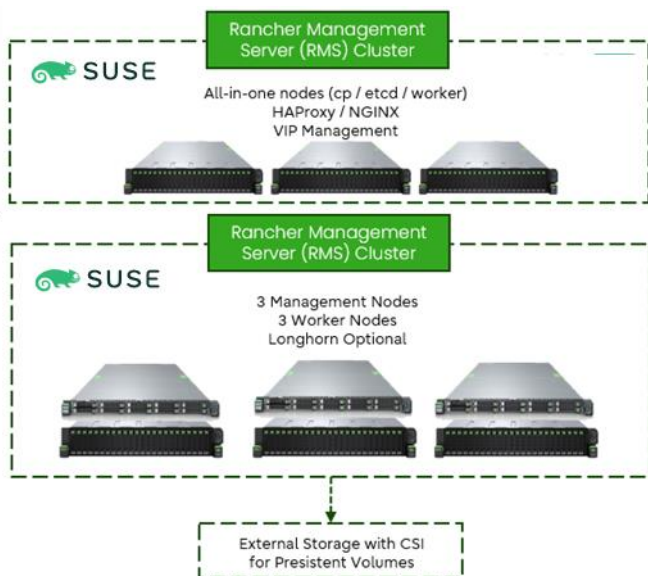 Rancher Management
Server (RMS) Cluster
SUSE
All-in-one nodes (cp / etcd / worker)
HAProxy / NGINX
VIP Management
Rancher Management
Server (RMS) Cluster
SUSE
3 Management Nodes
3 Worker Nodes
Longhorn Optional
External Storage with CSI
for Presistent Volumes